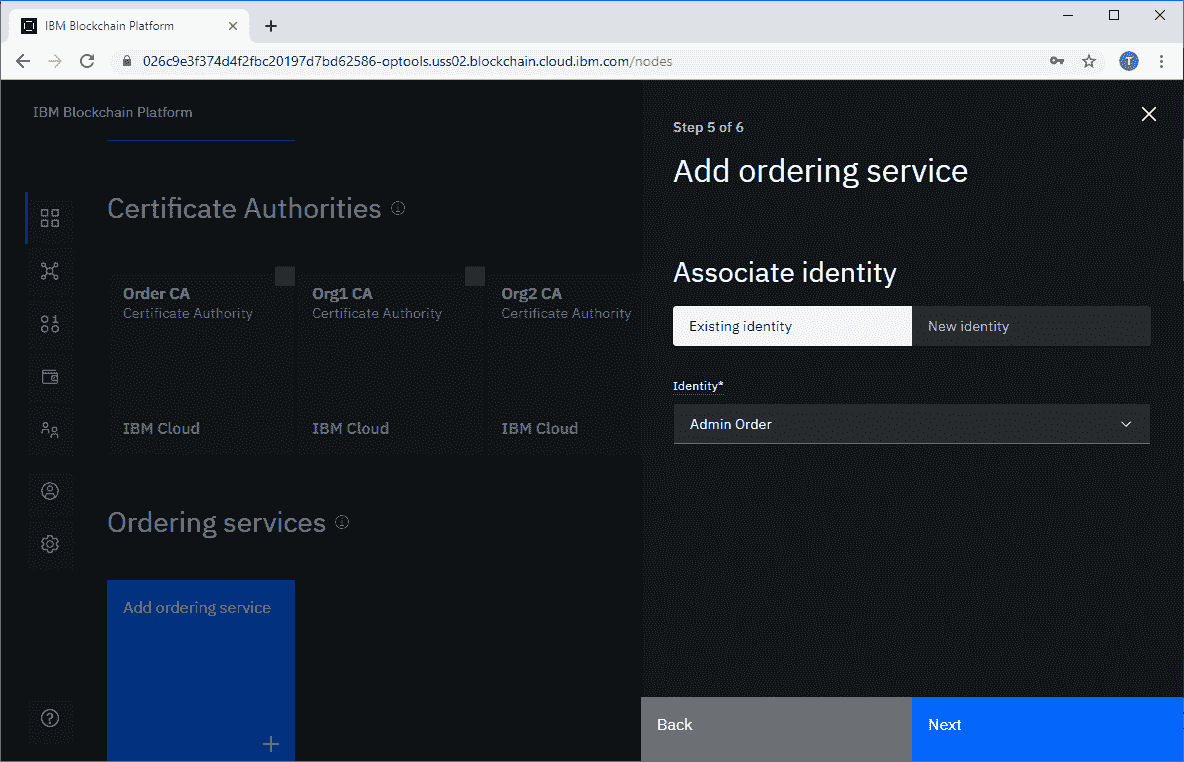 IBM Blockchain Platform
026c9e3f374d4f2fbc20197d7bd62586-optools.uss02.blockchain.cloud.ibm.com/nodes
T
IBM Blockchain Platform
Certificate Authorities
Order CA
Certificate Authority
IBM Cloud
Org1 CA
Certificate Authority
IBM Cloud
Org2 CA
Certificate Authority
IBM Cloud
Ordering services
Add ordering service
Step 5 of 6
Add ordering service
Associate identity
Existing identity
New identity
Identity*
Admin Order
Back
Next